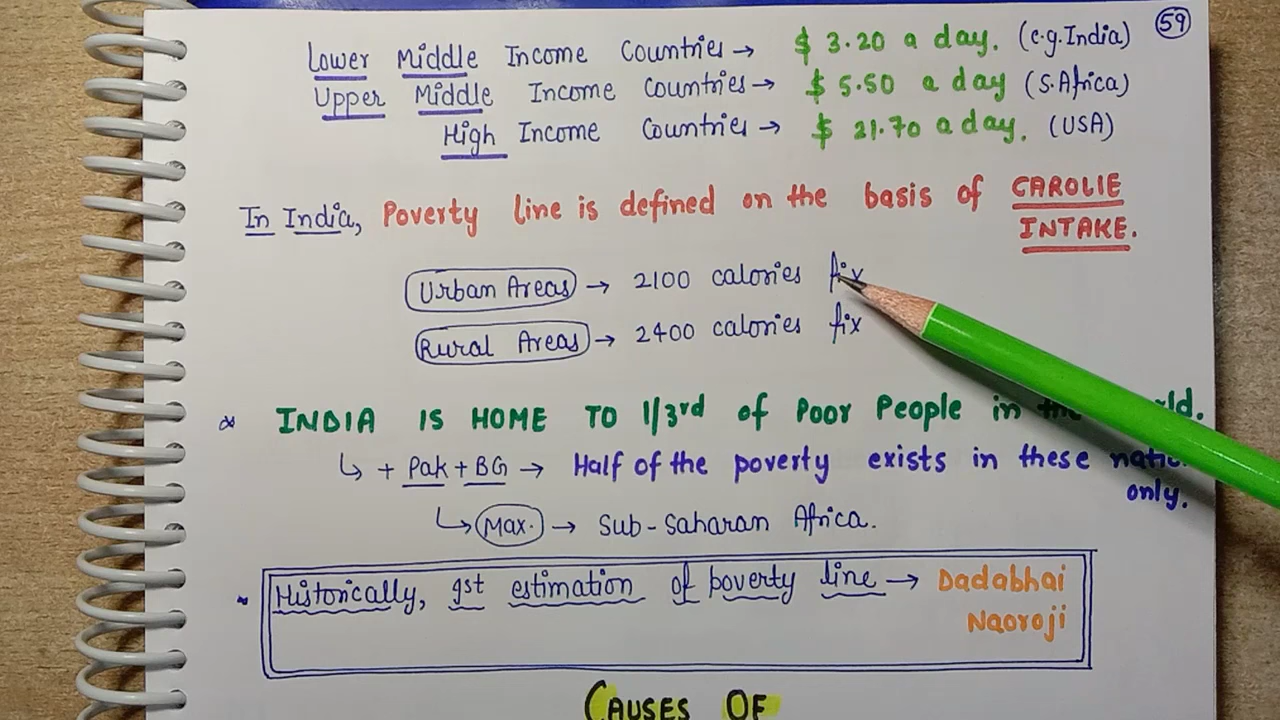 59
Lower Middle Income Countries → $ 3.20 a day. (e.g. India)
Upper Middle Income Countries → $ 5.50 a day (S. Africa)
High Income Countries → $ 21.70 a day. (USA)
In India, Poverty line is defined on the basis of CAROLIE
INTAKE.
Urban Areas → 2100 calories fix
Rural Areas → 2400 calories fix
INDIA IS HOME TO 1/3rd of Poor People in the
↳ + Pak + BG → Half of the poverty exists in these
only.
↳ Max. → Sub-Saharan Africa.
Historically, 1st estimation of poverty line → Dadabhai
Naoroji
CAUSES OF